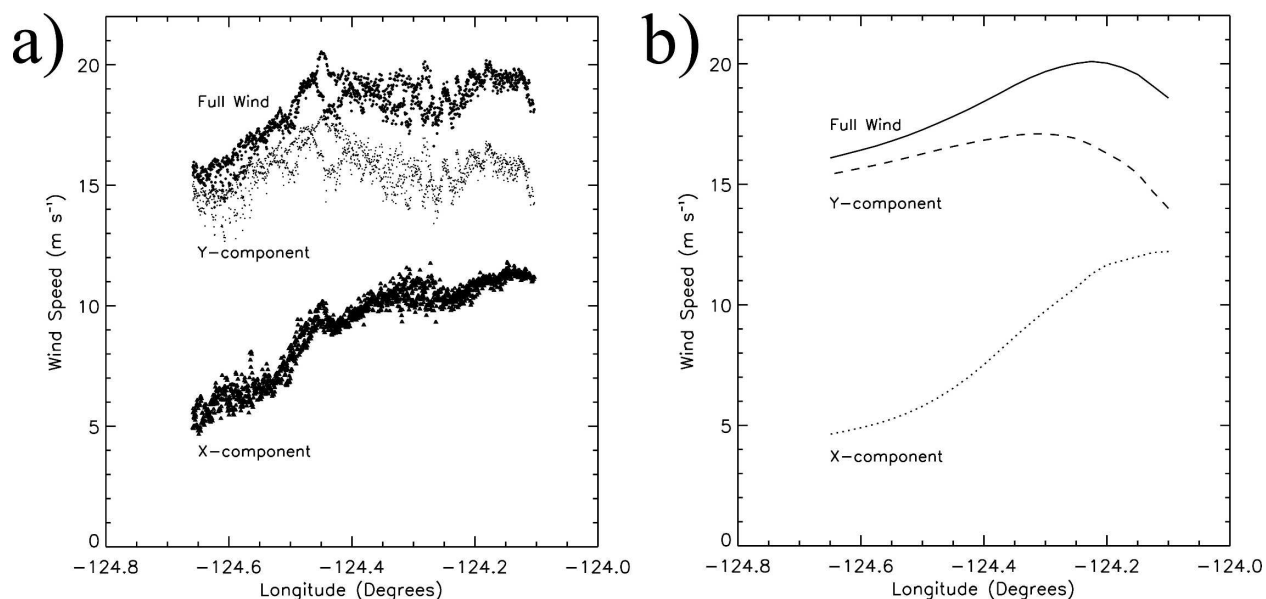 a)
20
15
10
5
0
Wind Speed (m s⁻¹)
Full Wind
Y-component
X-component
-124.8 -124.6 -124.4 -124.2 -124.0
Longitude (Degrees)
b)
20
15
10
5
0
Wind Speed (m s⁻¹)
Full Wind
Y-component
X-component
-124.8 -124.6 -124.4 -124.2 -124.0
Longitude (Degrees)